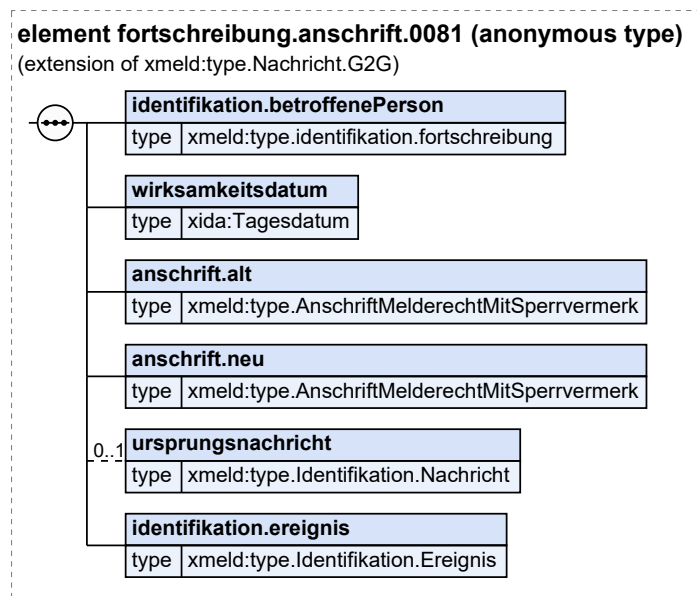 element fortschreibung.anschrift.0081 (anonymous type)
(extension of xmeld:type.Nachricht.G2G)
identifikation.betroffenePerson
type xmeld:type.identifikation.fortschreibung
wirksamkeitsdatum
type xida:Tagesdatum
anschrift.alt
type xmeld:type.AnschriftMelderechtMitSperrvermerk
anschrift.neu
type xmeld:type.AnschriftMelderechtMitSperrvermerk
0..1 ursprungsnachricht
type xmeld:type.Identifikation.Nachricht
identifikation.ereignis
type xmeld:type.Identifikation.Ereignis